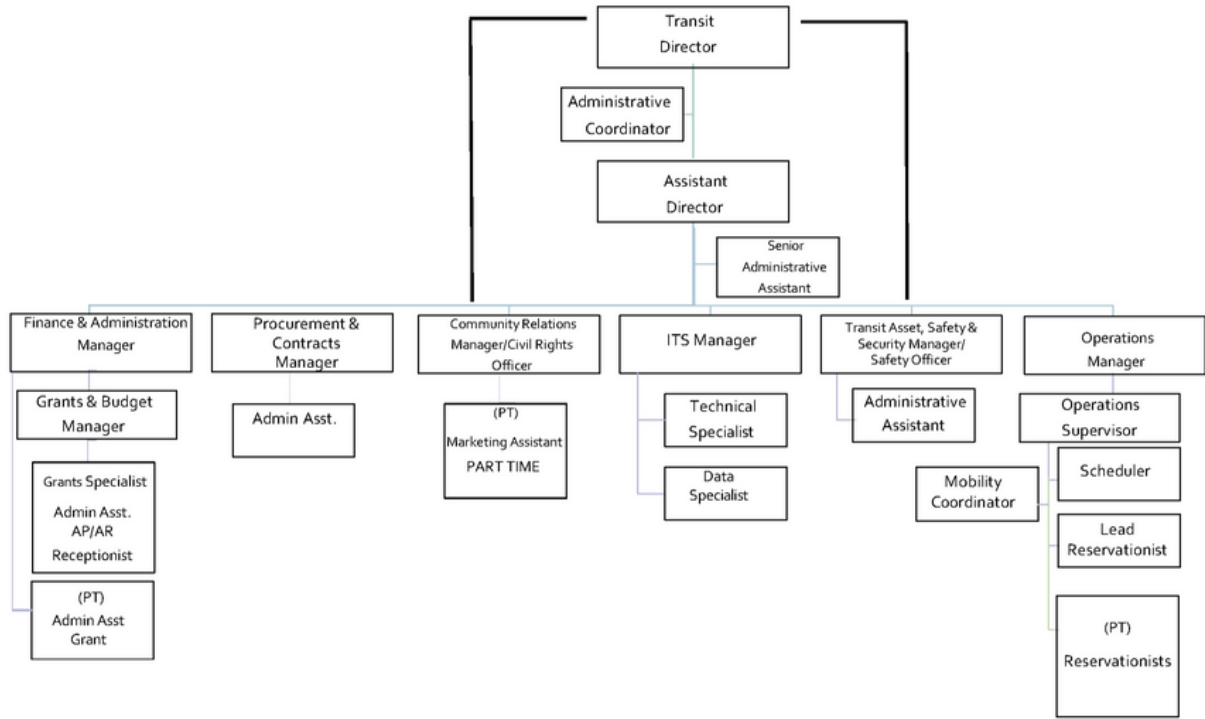 Transit
Director
Administrative
Coordinator
Assistant
Director
Senior
Administrative
Assistant
Finance & Administration
Manager
Procurement &
Contracts
Manager
Community Relations
Manager/Civil Rights
Officer
ITS Manager
Transit Asset, Safety &
Security Manager/
Safety Officer
Operations
Manager
Grants & Budget
Manager
Admin Asst.
(PT)
Marketing Assistant
PART TIME
Technical
Specialist
Administrative
Assistant
Operations
Supervisor
Grants Specialist
Admin Asst.
AP/AR
Receptionist
Data
Specialist
Mobility
Coordinator
Scheduler
Lead
Reservationist
(PT)
Admin Asst
Grant
(PT)
Reservationists